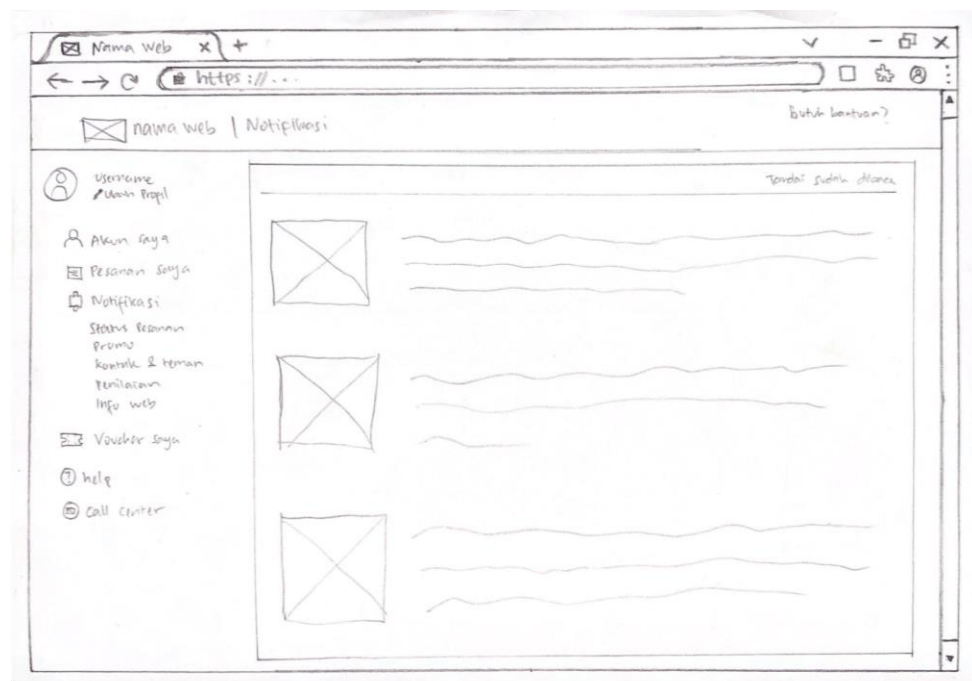 Nama Web x +
https://...
nama web | Notifikasi
butuh bantuan?
Username
Ubah Profil
Tandai sudah dibaca
Akun saya
Pesanan saya
Notifikasi
Status Pesanan
Promo
kontak & teman
Penilaian
Info web
Voucher saya
? help
call center